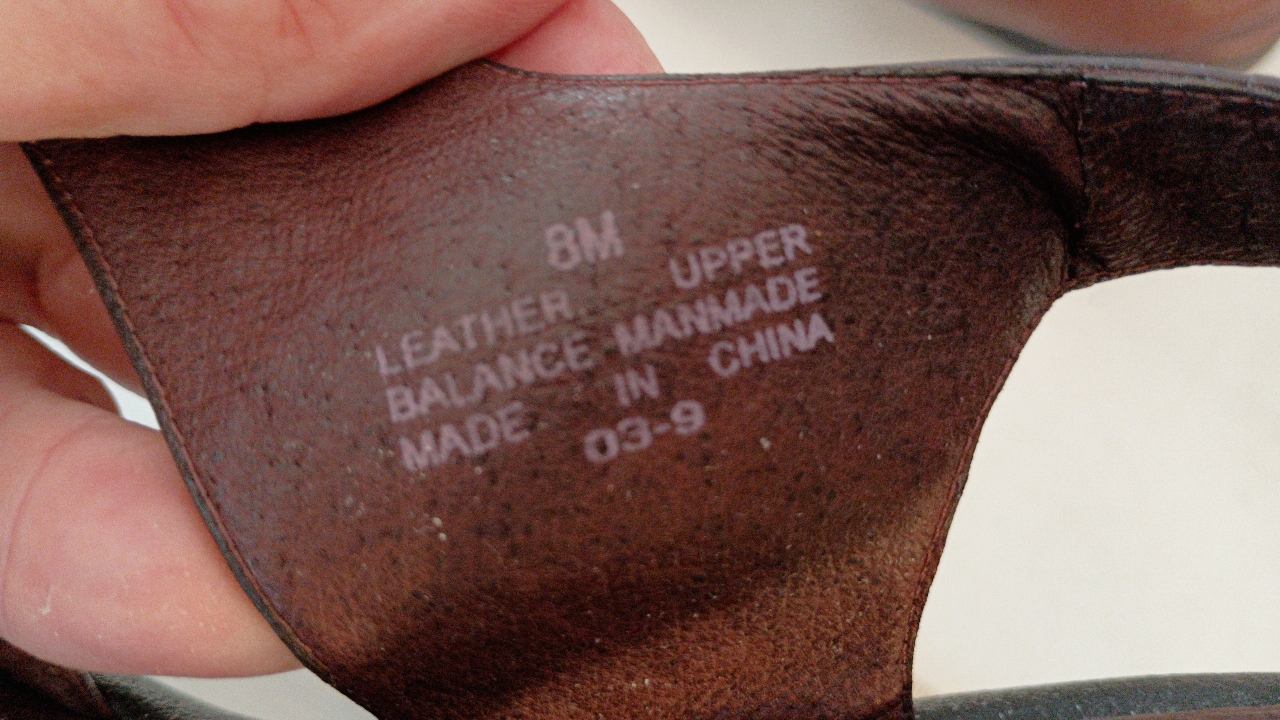 8M
LEATHER UPPER
BALANCE MANMADE
MADE IN CHINA
03-9